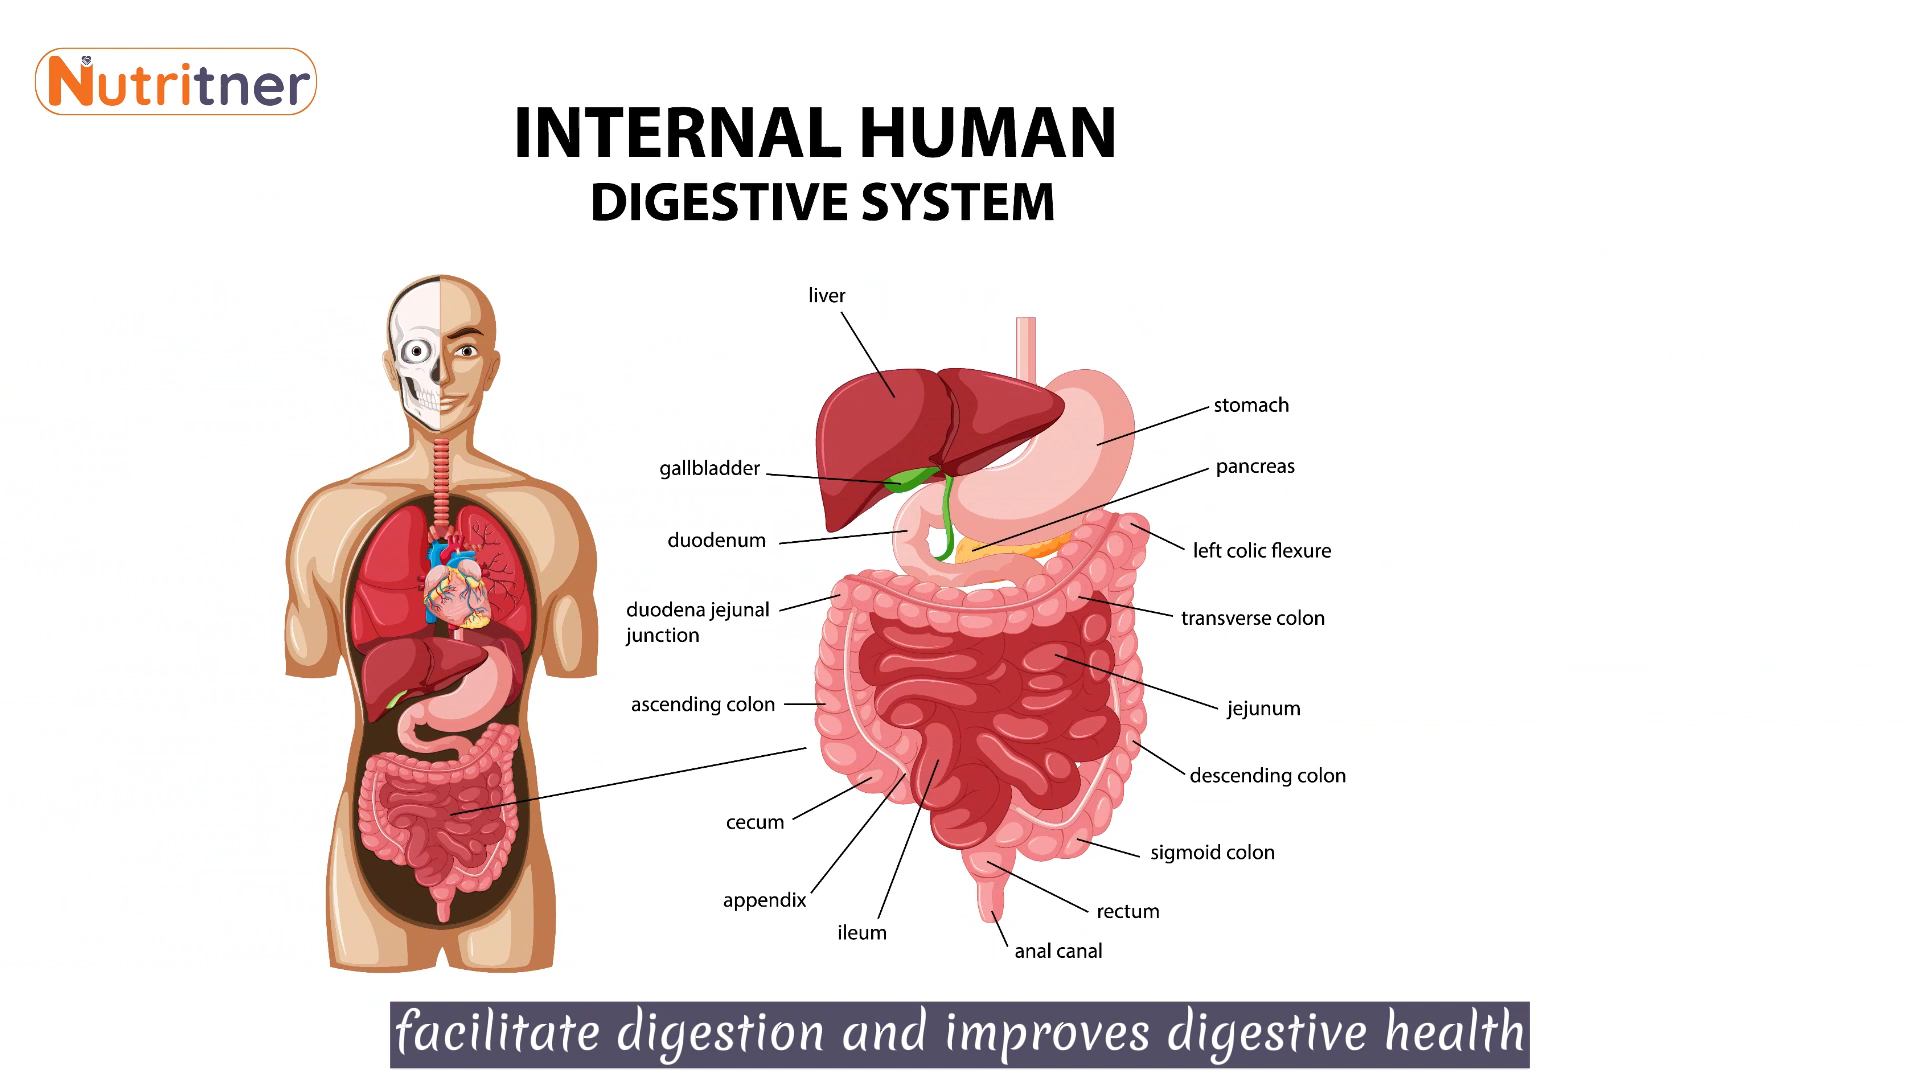 Nutritner
INTERNAL HUMAN
DIGESTIVE SYSTEM
liver
stomach
gallbladder
pancreas
duodenum
left colic flexure
duodena jejunal
junction
transverse colon
ascending colon
jejunum
descending colon
cecum
sigmoid colon
appendix
rectum
ileum
anal canal
facilitate digestion and improves digestive health